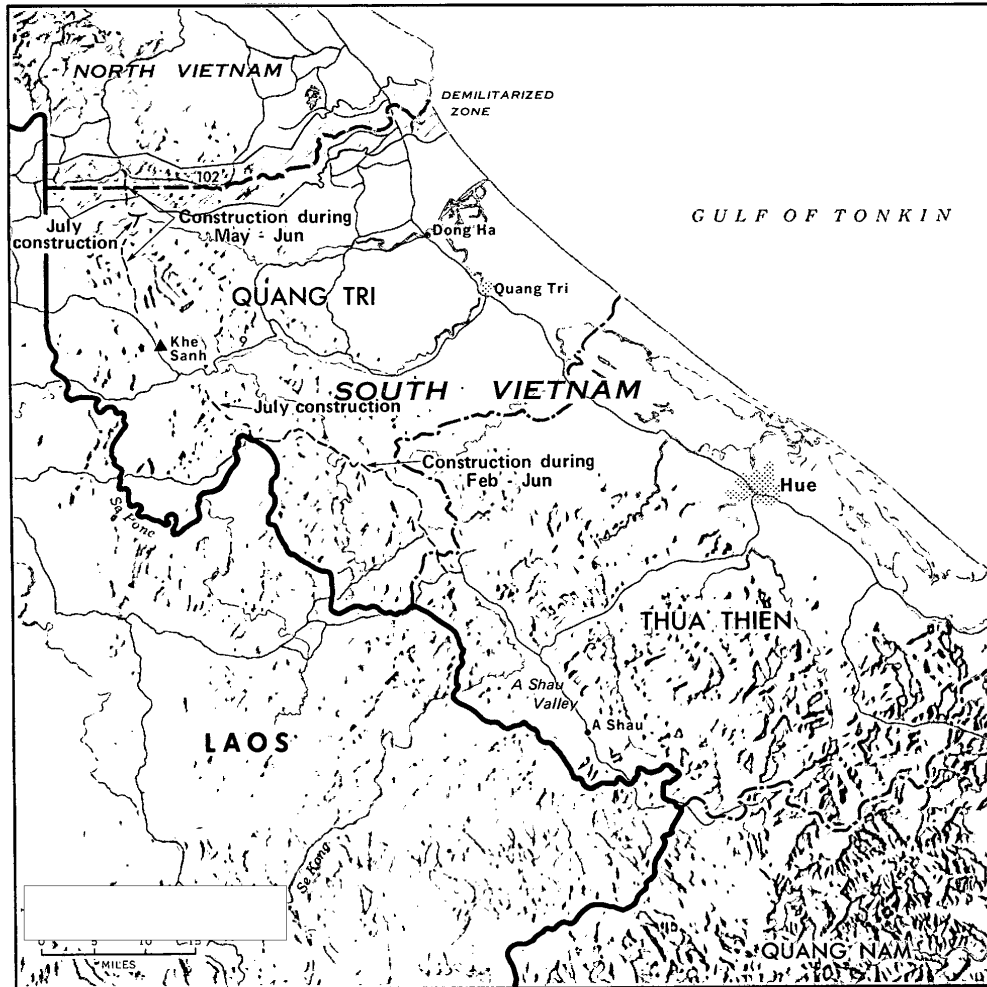 NORTH VIETNAM
DEMILITARIZED
ZONE
102
GULF OF TONKIN
July
construction
Construction during
May - Jun
Dong Ha
QUANG TRI
Quang Tri
Khe
Sanh
9
SOUTH VIETNAM
July construction
Construction during
Feb - Jun
Hue
THUA THIEN
A Shau
Valley
A Shau
LAOS
Se Kong
QUANG NAM
0 5 10 15
MILES